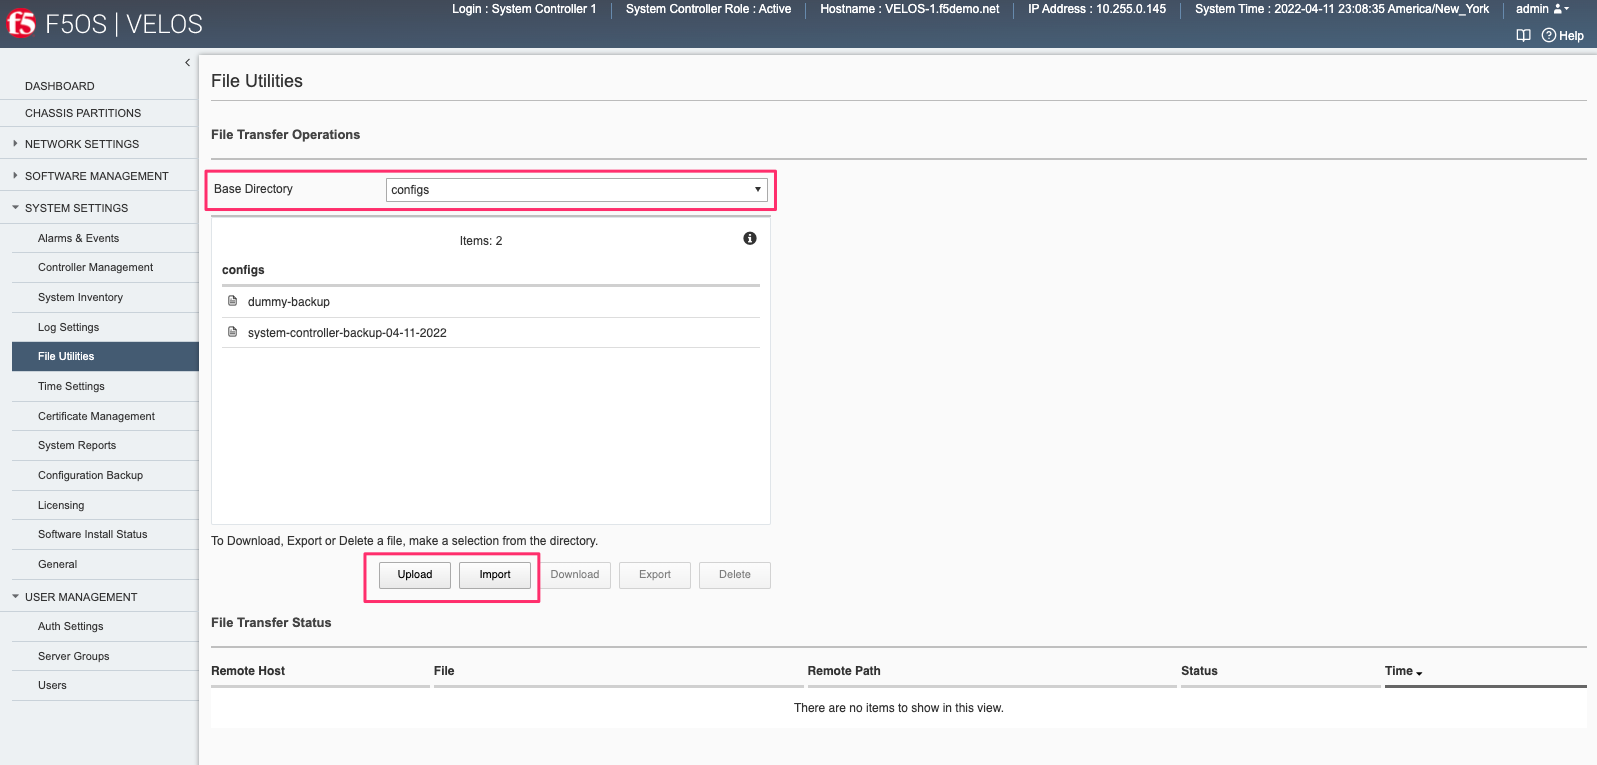 Login : System Controller 1 System Controller Role : Active Hostname : VELOS-1.f5demo.net IP Address : 10.255.0.145 System Time : 2022-04-11 23:08:35 America/New_York admin
f5 F5OS | VELOS
Help
DASHBOARD
CHASSIS PARTITIONS
NETWORK SETTINGS
SOFTWARE MANAGEMENT
SYSTEM SETTINGS
Alarms & Events
Controller Management
System Inventory
Log Settings
File Utilities
Time Settings
Certificate Management
System Reports
Configuration Backup
Licensing
Software Install Status
General
USER MANAGEMENT
Auth Settings
Server Groups
Users
File Utilities
File Transfer Operations
Base Directory configs
Items: 2
configs
dummy-backup
system-controller-backup-04-11-2022
To Download, Export or Delete a file, make a selection from the directory.
Upload Import Download Export Delete
File Transfer Status
Remote Host File Remote Path Status Time
There are no items to show in this view.